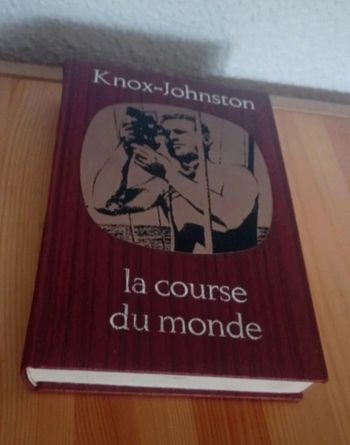 Knox-Johnston
la course
du monde